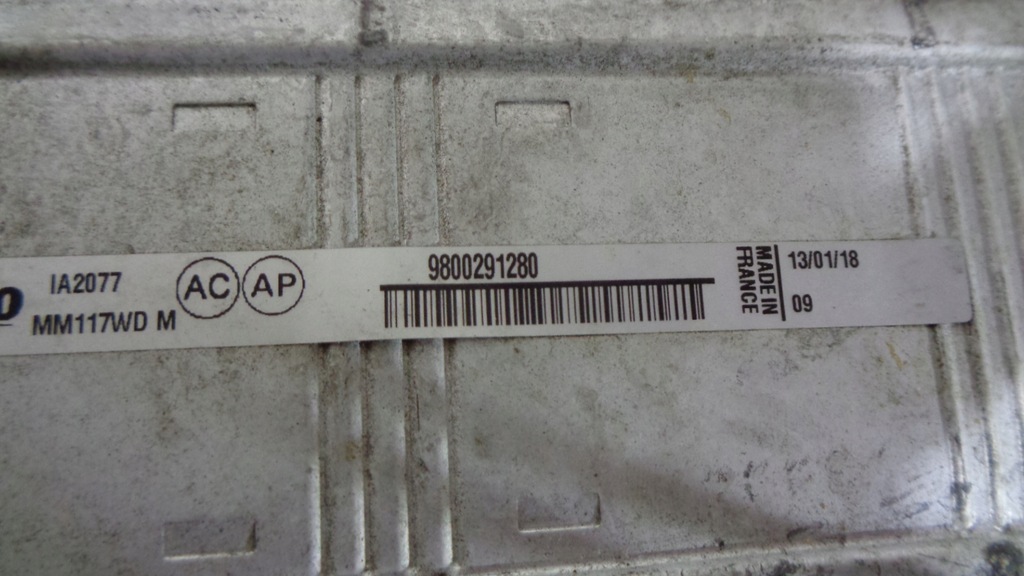 IA2077
MM117WD M
AC
AP
9800291280
MADE IN
FRANCE
13/01/18
09